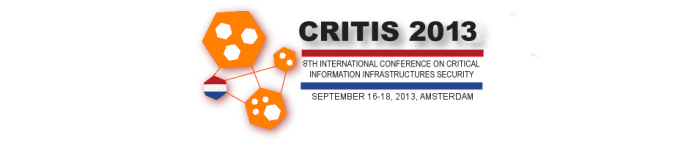 CRITIS 2013
8TH INTERNATIONAL CONFERENCE ON CRITICAL
INFORMATION INFRASTRUCTURES SECURITY
SEPTEMBER 16-18, 2013, AMSTERDAM